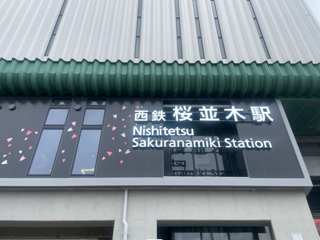 西鉄 桜並木駅
Nishitetsu
Sakuranamiki Station